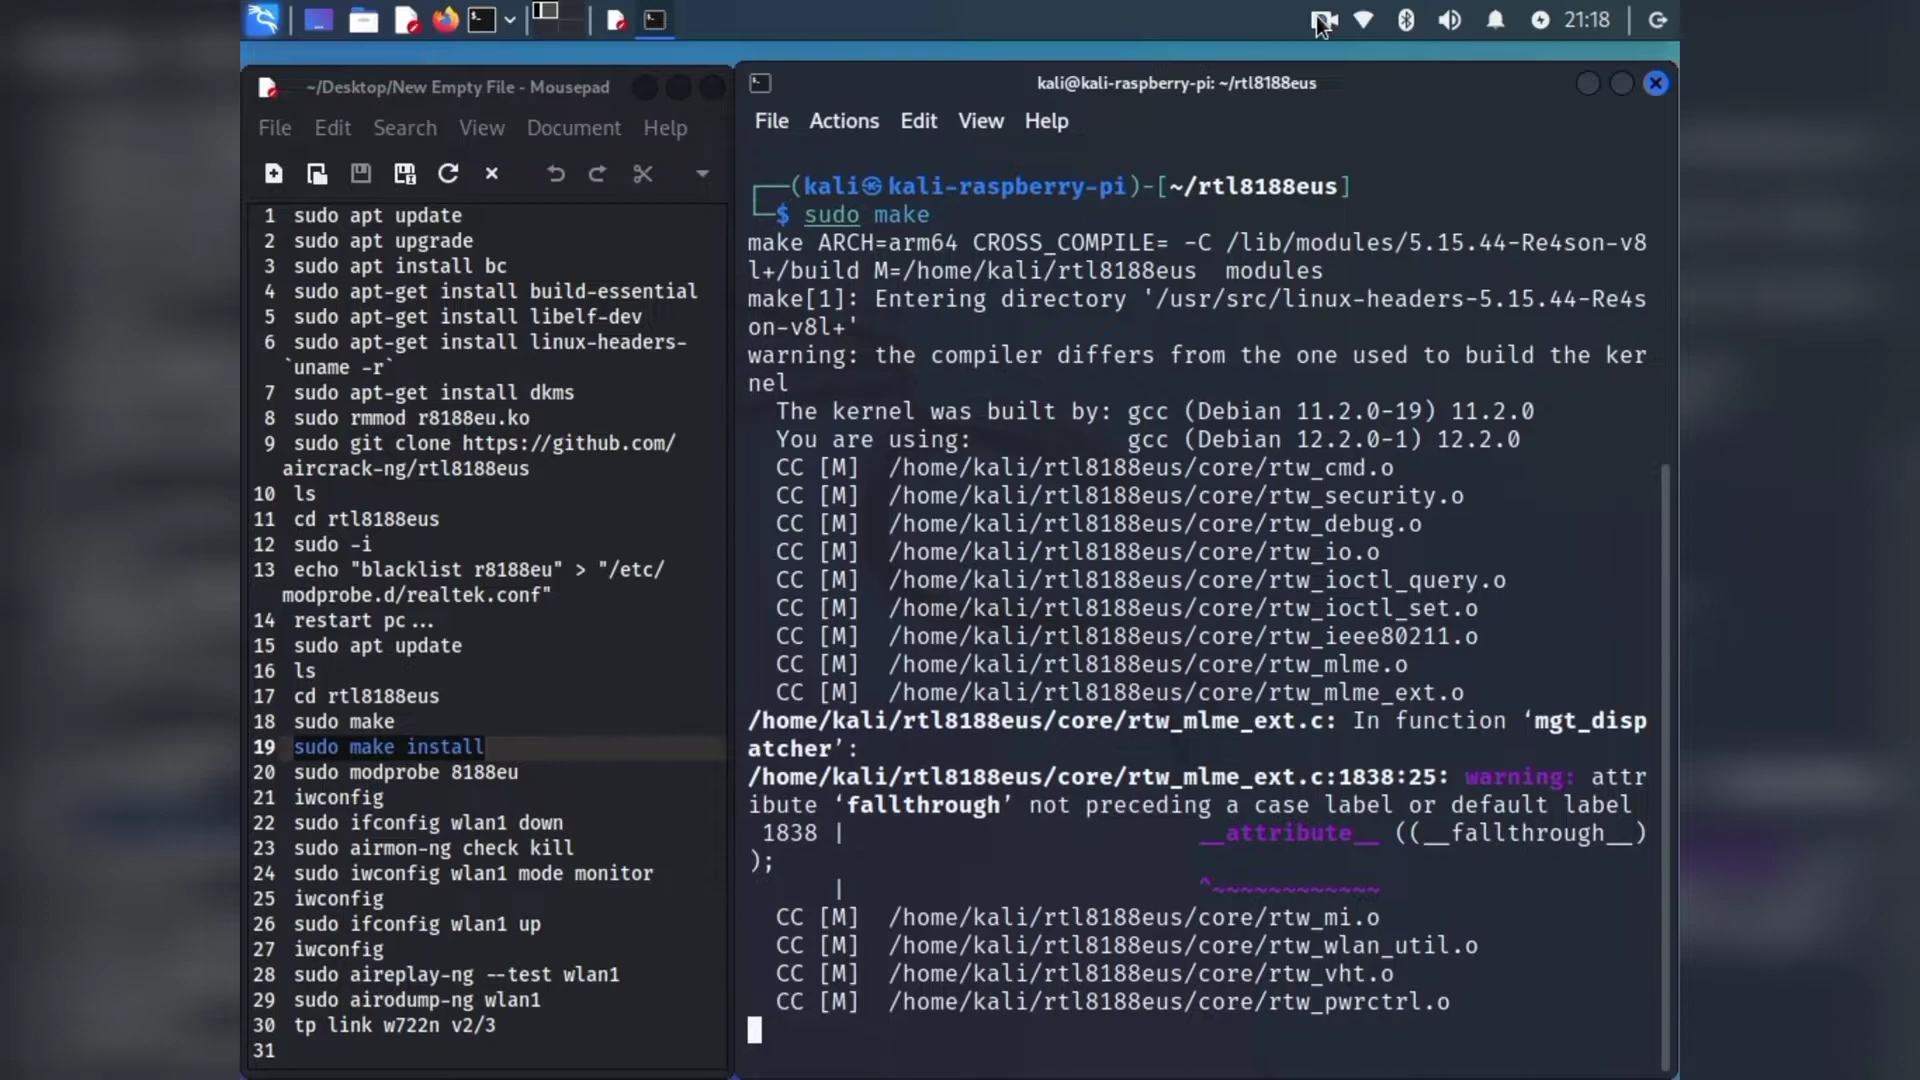 21:18
~/Desktop/New Empty File - Mousepad
File Edit Search View Document Help
1 sudo apt update
2 sudo apt upgrade
3 sudo apt install bc
4 sudo apt-get install build-essential
5 sudo apt-get install libelf-dev
6 sudo apt-get install linux-headers-
`uname -r`
7 sudo apt-get install dkms
8 sudo rmmod r8188eu.ko
9 sudo git clone https://github.com/
aircrack-ng/rtl8188eus
10 ls
11 cd rtl8188eus
12 sudo -i
13 echo "blacklist r8188eu" > "/etc/
modprobe.d/realtek.conf"
14 restart pc...
15 sudo apt update
16 ls
17 cd rtl8188eus
18 sudo make
19 sudo make install
20 sudo modprobe 8188eu
21 iwconfig
22 sudo ifconfig wlan1 down
23 sudo airmon-ng check kill
24 sudo iwconfig wlan1 mode monitor
25 iwconfig
26 sudo ifconfig wlan1 up
27 iwconfig
28 sudo aireplay-ng --test wlan1
29 sudo airodump-ng wlan1
30 tp link w722n v2/3
31
kali@kali-raspberry-pi: ~/rtl8188eus
File Actions Edit View Help
┌──(kali㉿kali-raspberry-pi)-[~/rtl8188eus]
└─$ sudo make
make ARCH=arm64 CROSS_COMPILE= -C /lib/modules/5.15.44-Re4son-v8
l+/build M=/home/kali/rtl8188eus  modules
make[1]: Entering directory '/usr/src/linux-headers-5.15.44-Re4s
on-v8l+'
warning: the compiler differs from the one used to build the ker
nel
The kernel was built by: gcc (Debian 11.2.0-19) 11.2.0
You are using:           gcc (Debian 12.2.0-1) 12.2.0
CC [M]  /home/kali/rtl8188eus/core/rtw_cmd.o
CC [M]  /home/kali/rtl8188eus/core/rtw_security.o
CC [M]  /home/kali/rtl8188eus/core/rtw_debug.o
CC [M]  /home/kali/rtl8188eus/core/rtw_io.o
CC [M]  /home/kali/rtl8188eus/core/rtw_ioctl_query.o
CC [M]  /home/kali/rtl8188eus/core/rtw_ioctl_set.o
CC [M]  /home/kali/rtl8188eus/core/rtw_ieee80211.o
CC [M]  /home/kali/rtl8188eus/core/rtw_mlme.o
CC [M]  /home/kali/rtl8188eus/core/rtw_mlme_ext.o
/home/kali/rtl8188eus/core/rtw_mlme_ext.c: In function ‘mgt_disp
atcher’:
/home/kali/rtl8188eus/core/rtw_mlme_ext.c:1838:25: warning: attr
ibute ‘fallthrough’ not preceding a case label or default label
1838 |                         __attribute__ ((__fallthrough__)
);
|                         ^~~~~~~~~~~~~
CC [M]  /home/kali/rtl8188eus/core/rtw_mi.o
CC [M]  /home/kali/rtl8188eus/core/rtw_wlan_util.o
CC [M]  /home/kali/rtl8188eus/core/rtw_vht.o
CC [M]  /home/kali/rtl8188eus/core/rtw_pwrctrl.o